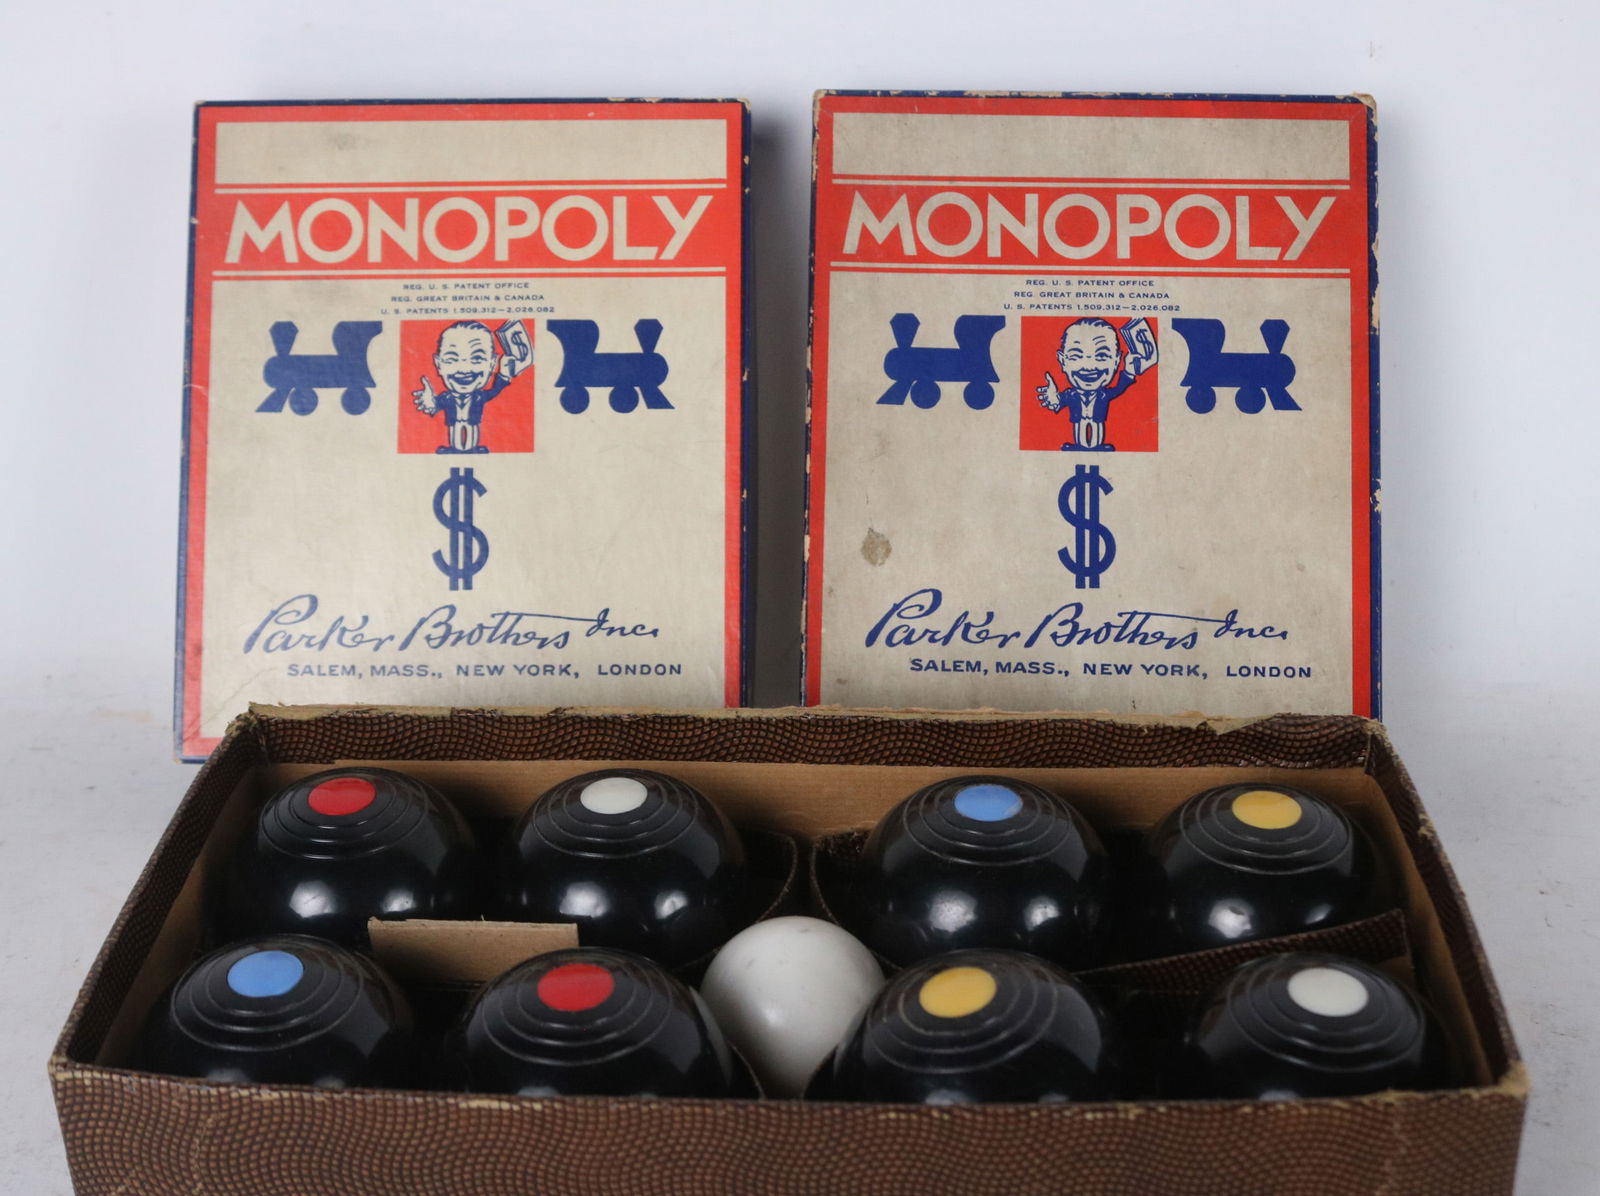 MONOPOLY
REG. U. S. PATENT OFFICE
REG. GREAT BRITAIN & CANADA
U. S. PATENTS 1,509,312—2,026,082
$
$
Parker Brothers Inc.
SALEM, MASS., NEW YORK, LONDON
MONOPOLY
REG. U. S. PATENT OFFICE
REG. GREAT BRITAIN & CANADA
U. S. PATENTS 1,509,312—2,026,082
$
$
Parker Brothers Inc.
SALEM, MASS., NEW YORK, LONDON